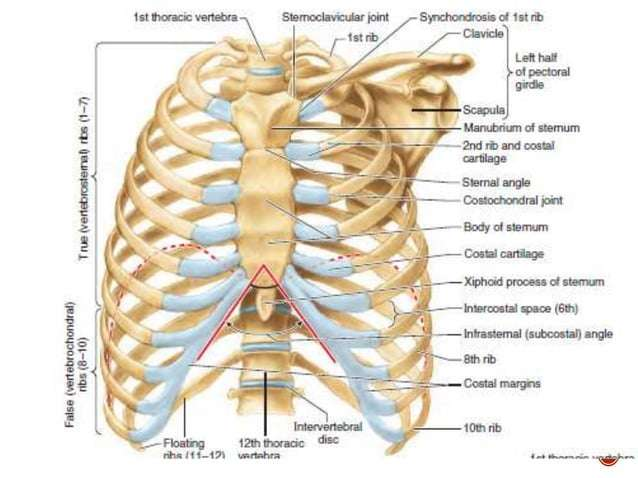 1st thoracic vertebra
Sternoclavicular joint
Synchondrosis of 1st rib
1st rib
Clavicle
Left half
of pectoral
girdle
Scapula
Manubrium of sternum
2nd rib and costal
cartilage
Sternal angle
Costochondral joint
Body of sternum
Costal cartilage
Xiphoid process of sternum
Intercostal space (6th)
Infrasternal (subcostal) angle
8th rib
Costal margins
10th rib
True (vertebrosternal) ribs (1–7)
False (vertebrochondral)
ribs (8–10)
Floating
ribs (11–12)
12th thoracic
vertebra
Intervertebral
disc
1st thoracic vertebra